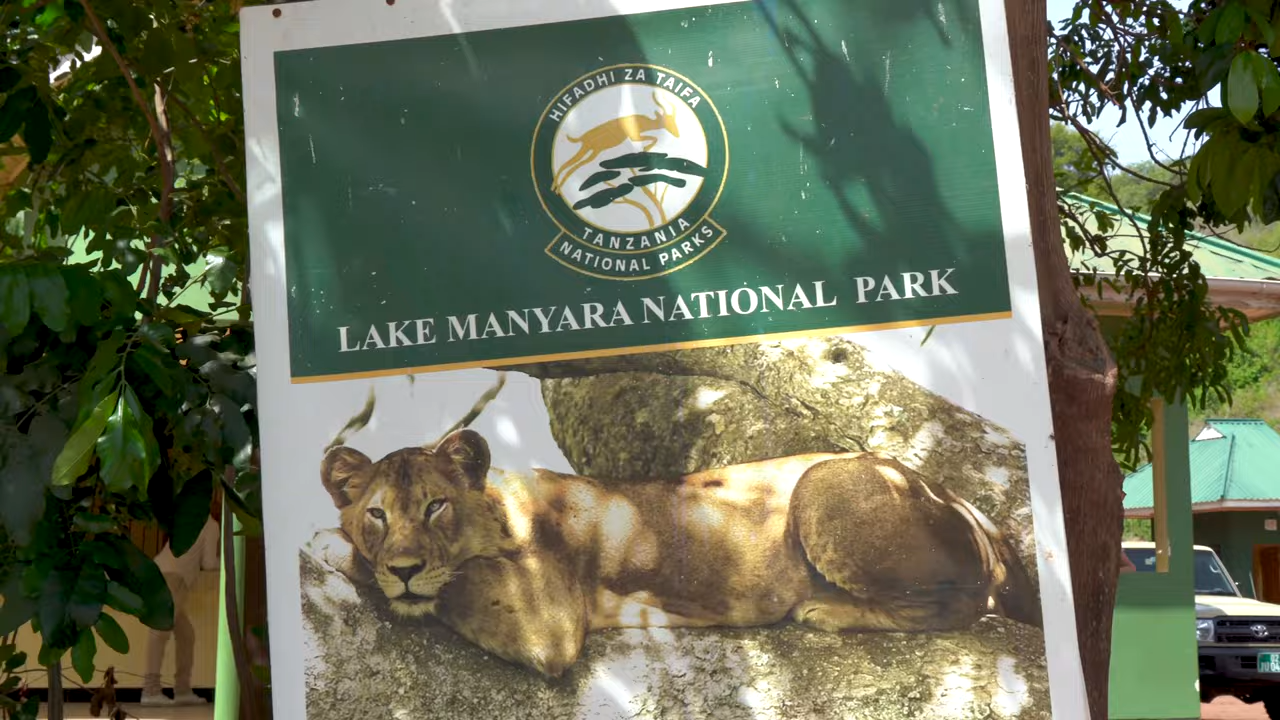 HIFADHI ZA TAIFA
TANZANIA
NATIONAL PARKS
LAKE MANYARA NATIONAL PARK